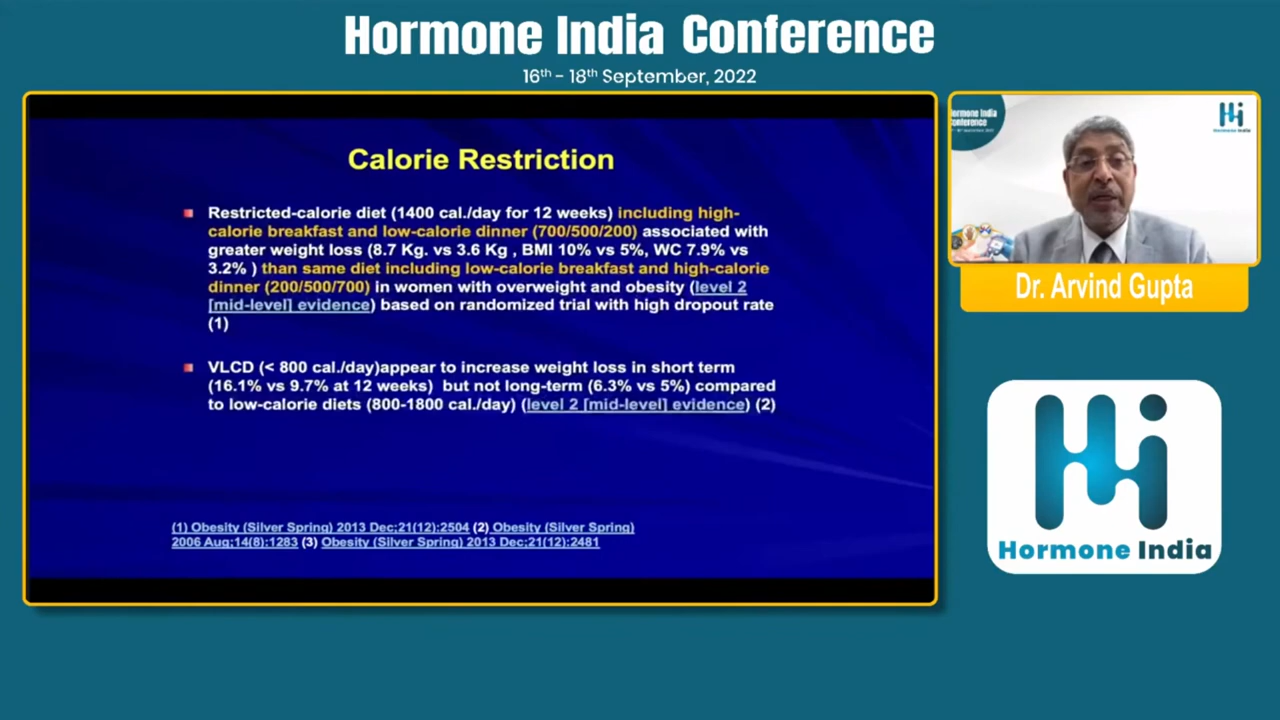 Hormone India Conference
16th - 18th September, 2022
Calorie Restriction
Restricted-calorie diet (1400 cal./day for 12 weeks) including high-
calorie breakfast and low-calorie dinner (700/500/200) associated with
greater weight loss (8.7 Kg. vs 3.6 Kg , BMI 10% vs 5%, WC 7.9% vs
3.2% ) than same diet including low-calorie breakfast and high-calorie
dinner (200/500/700) in women with overweight and obesity (level 2
[mid-level] evidence) based on randomized trial with high dropout rate
(1)
VLCD (< 800 cal./day)appear to increase weight loss in short term
(16.1% vs 9.7% at 12 weeks) but not long-term (6.3% vs 5%) compared
to low-calorie diets (800-1800 cal./day) (level 2 [mid-level] evidence) (2)
(1) Obesity (Silver Spring) 2013 Dec;21(12):2504 (2) Obesity (Silver Spring)
2006 Aug;14(8):1283 (3) Obesity (Silver Spring) 2013 Dec;21(12):2481
Hormone India
Dr. Arvind Gupta
Hi
Hormone India